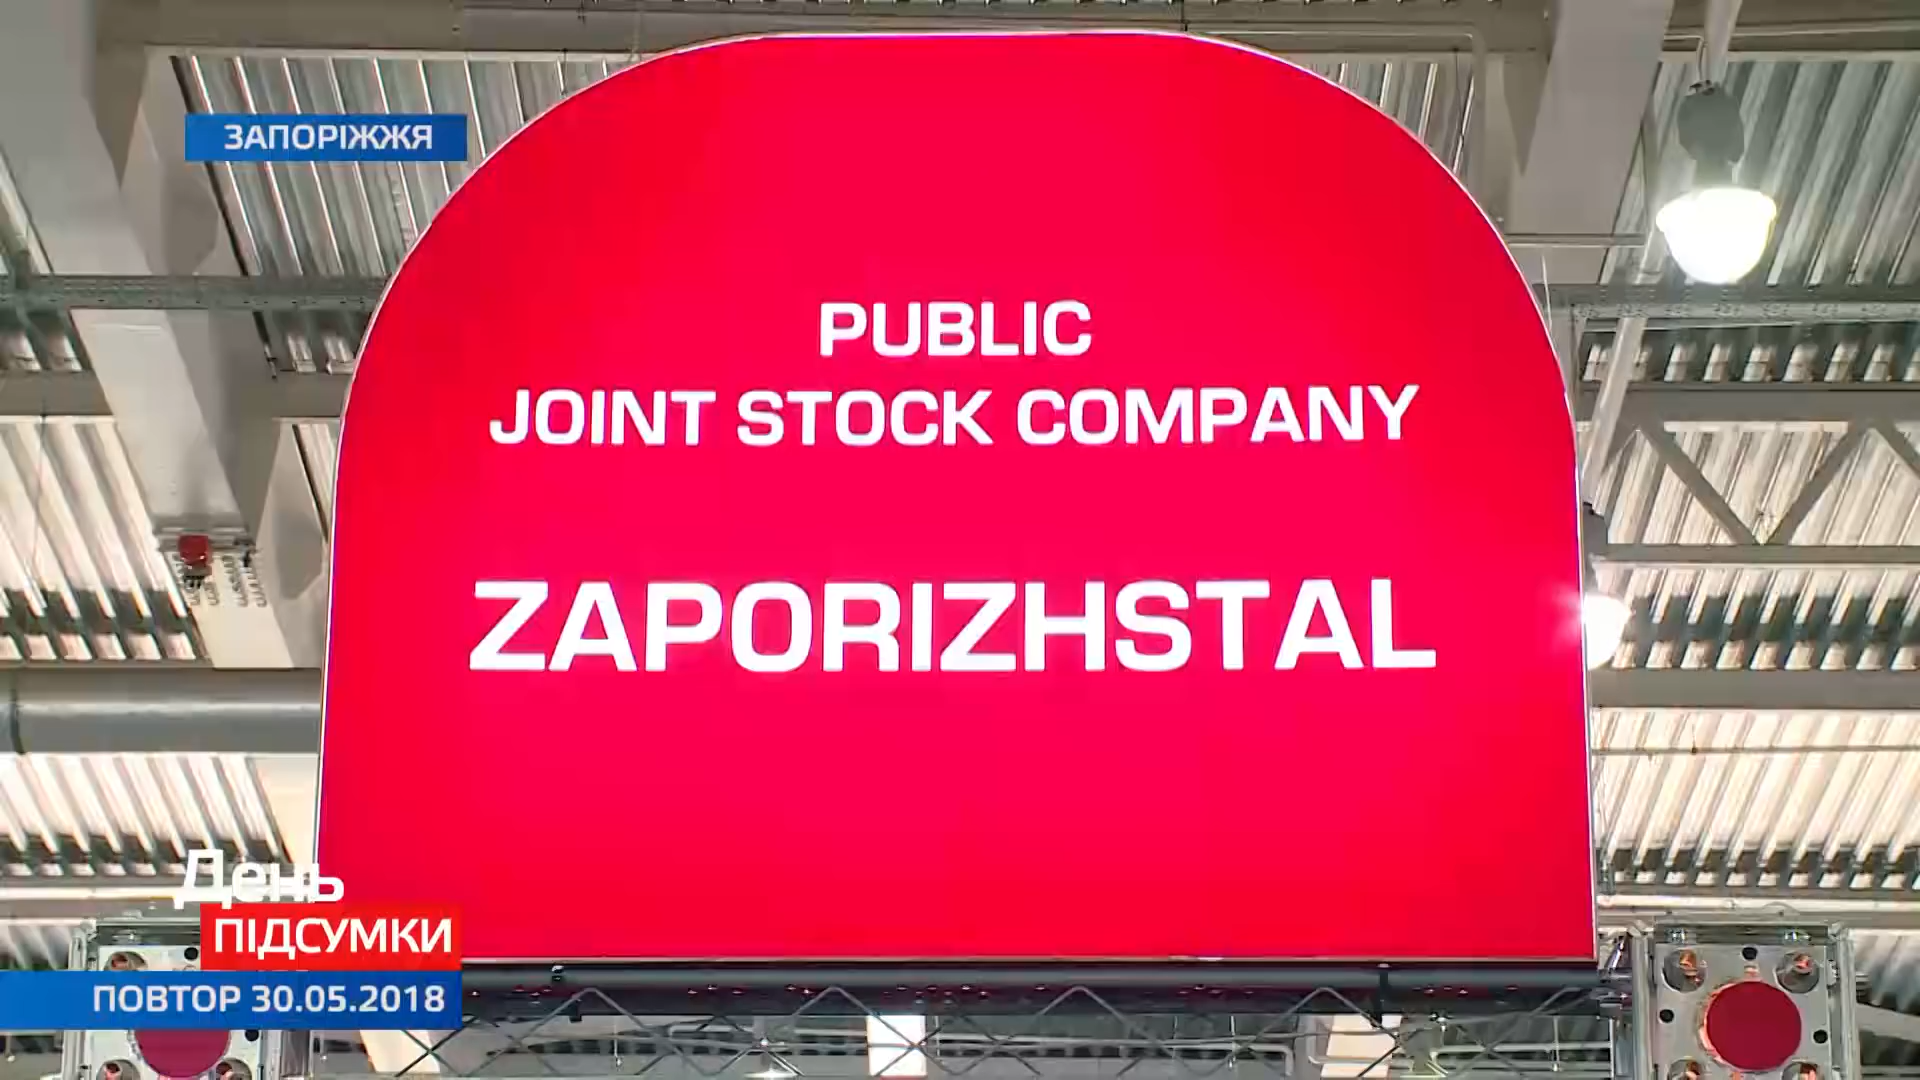 ЗАПОРІЖЖЯ
PUBLIC
JOINT STOCK COMPANY
ZAPORIZHSTAL
День
ПІДСУМКИ
ПОВТОР 30.05.2018